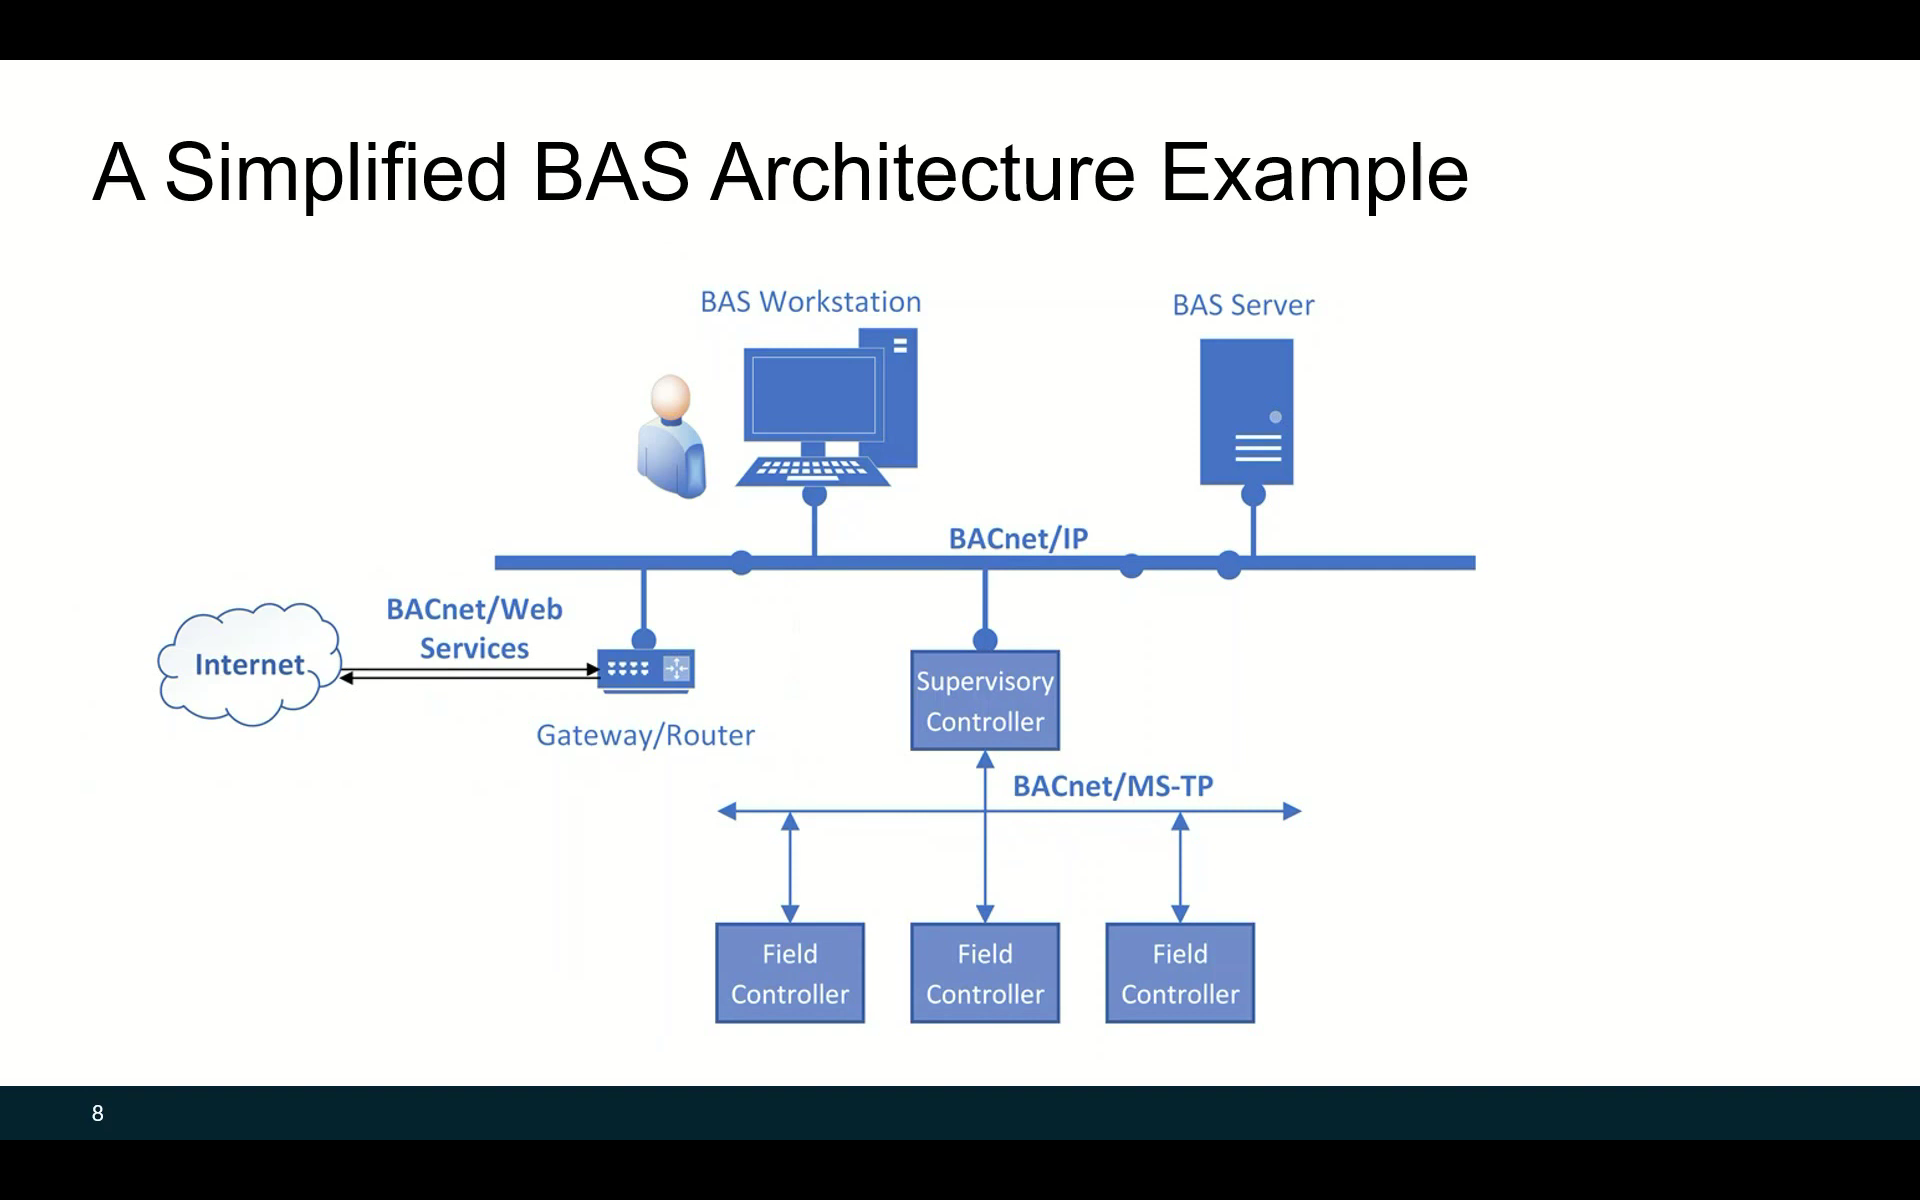 A Simplified BAS Architecture Example
BAS Workstation
BAS Server
BACnet/IP
BACnet/Web
Services
Internet
Gateway/Router
Supervisory
Controller
BACnet/MS-TP
Field
Controller
Field
Controller
Field
Controller
8